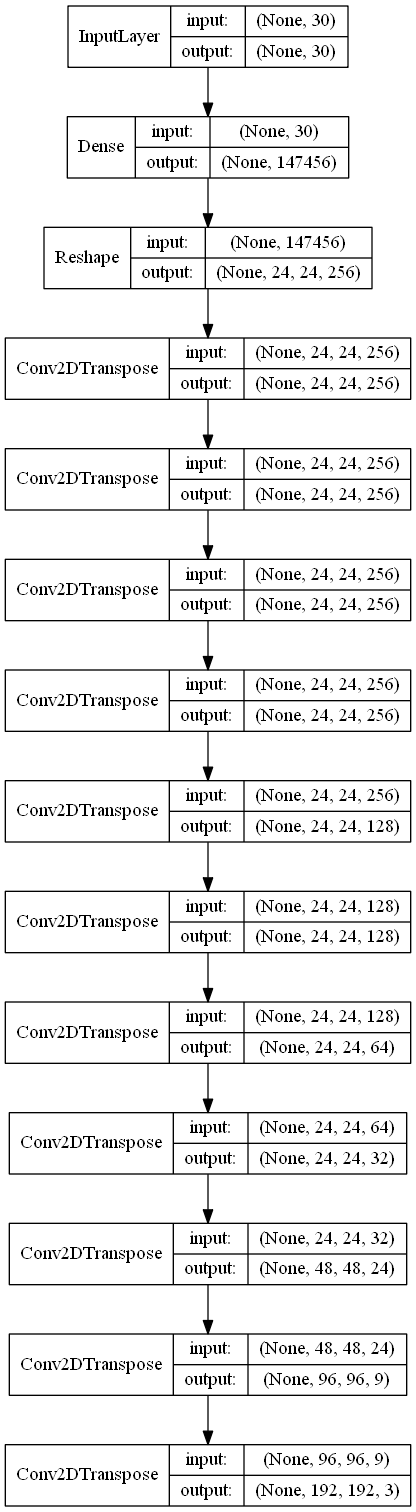 InputLayer
input: (None, 30)
output: (None, 30)
Dense
input: (None, 30)
output: (None, 147456)
Reshape
input: (None, 147456)
output: (None, 24, 24, 256)
Conv2DTranspose
input: (None, 24, 24, 256)
output: (None, 24, 24, 256)
Conv2DTranspose
input: (None, 24, 24, 256)
output: (None, 24, 24, 256)
Conv2DTranspose
input: (None, 24, 24, 256)
output: (None, 24, 24, 256)
Conv2DTranspose
input: (None, 24, 24, 256)
output: (None, 24, 24, 256)
Conv2DTranspose
input: (None, 24, 24, 256)
output: (None, 24, 24, 128)
Conv2DTranspose
input: (None, 24, 24, 128)
output: (None, 24, 24, 128)
Conv2DTranspose
input: (None, 24, 24, 128)
output: (None, 24, 24, 64)
Conv2DTranspose
input: (None, 24, 24, 64)
output: (None, 24, 24, 32)
Conv2DTranspose
input: (None, 24, 24, 32)
output: (None, 48, 48, 24)
Conv2DTranspose
input: (None, 48, 48, 24)
output: (None, 96, 96, 9)
Conv2DTranspose
input: (None, 96, 96, 9)
output: (None, 192, 192, 3)